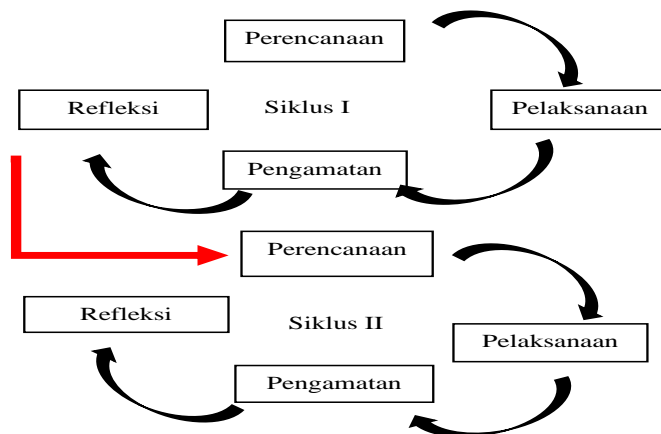 Perencanaan
Refleksi
Siklus I
Pelaksanaan
Pengamatan
Perencanaan
Refleksi
Siklus II
Pelaksanaan
Pengamatan